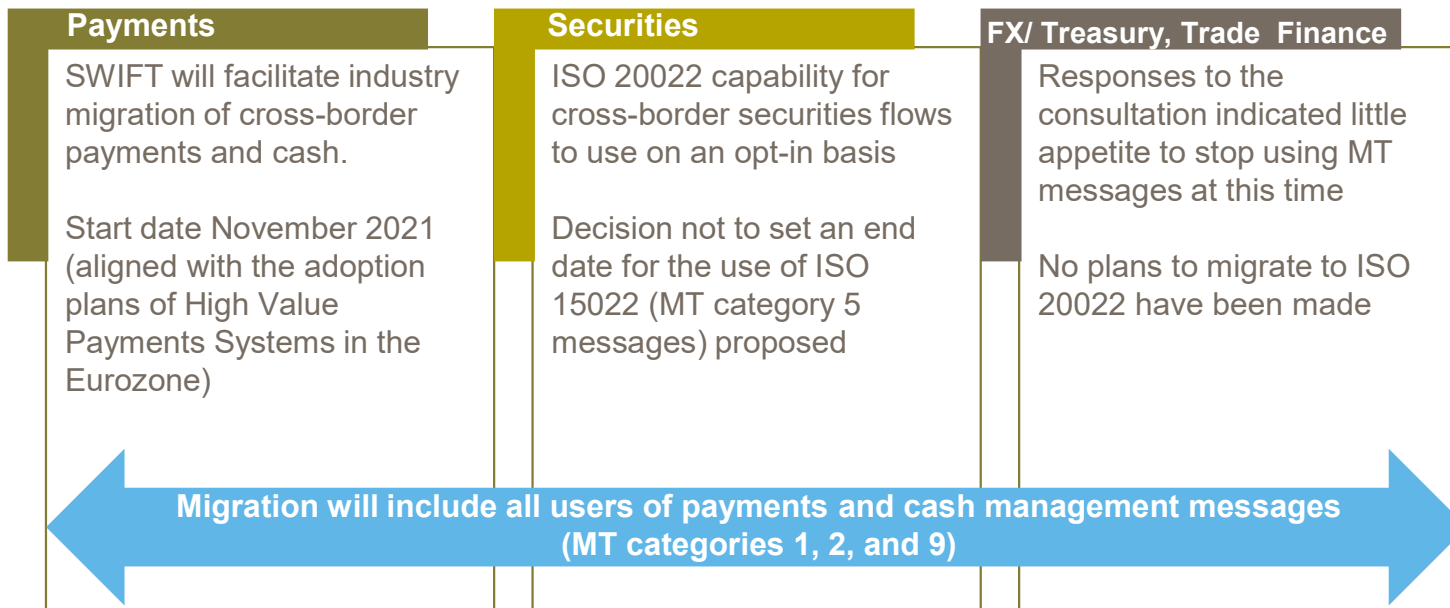 Payments
SWIFT will facilitate industry
migration of cross-border
payments and cash.
Start date November 2021
(aligned with the adoption
plans of High Value
Payments Systems in the
Eurozone)
Securities
ISO 20022 capability for
cross-border securities flows
to use on an opt-in basis
Decision not to set an end
date for the use of ISO
15022 (MT category 5
messages) proposed
FX/ Treasury, Trade Finance
Responses to the
consultation indicated little
appetite to stop using MT
messages at this time
No plans to migrate to ISO
20022 have been made
Migration will include all users of payments and cash management messages
(MT categories 1, 2, and 9)